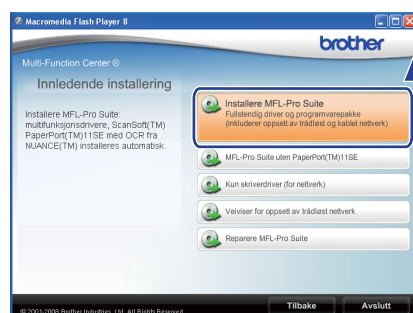 Macromedia Flash Player 8
brother
Multi-Function Center ®
Innledende installering
Installere MFL-Pro Suite:
multifunksjonsdrivere, ScanSoft(TM)
PaperPort(TM)11SE med OCR fra
NUANCE(TM) installeres automatisk.
Installere MFL-Pro Suite
Fullstendig driver og programvarepakke
(Inkluderer oppsett av trådløst og kablet nettverk)
MFL-Pro Suite uten PaperPort(TM)11SE
Kun skriverdriver (for nettverk)
Veiviser for oppsett av trådløst nettverk
Reparere MFL-Pro Suite
Tilbake
Avslutt
© 2001-2008 Brother Industries, Ltd. All Rights Reserved.